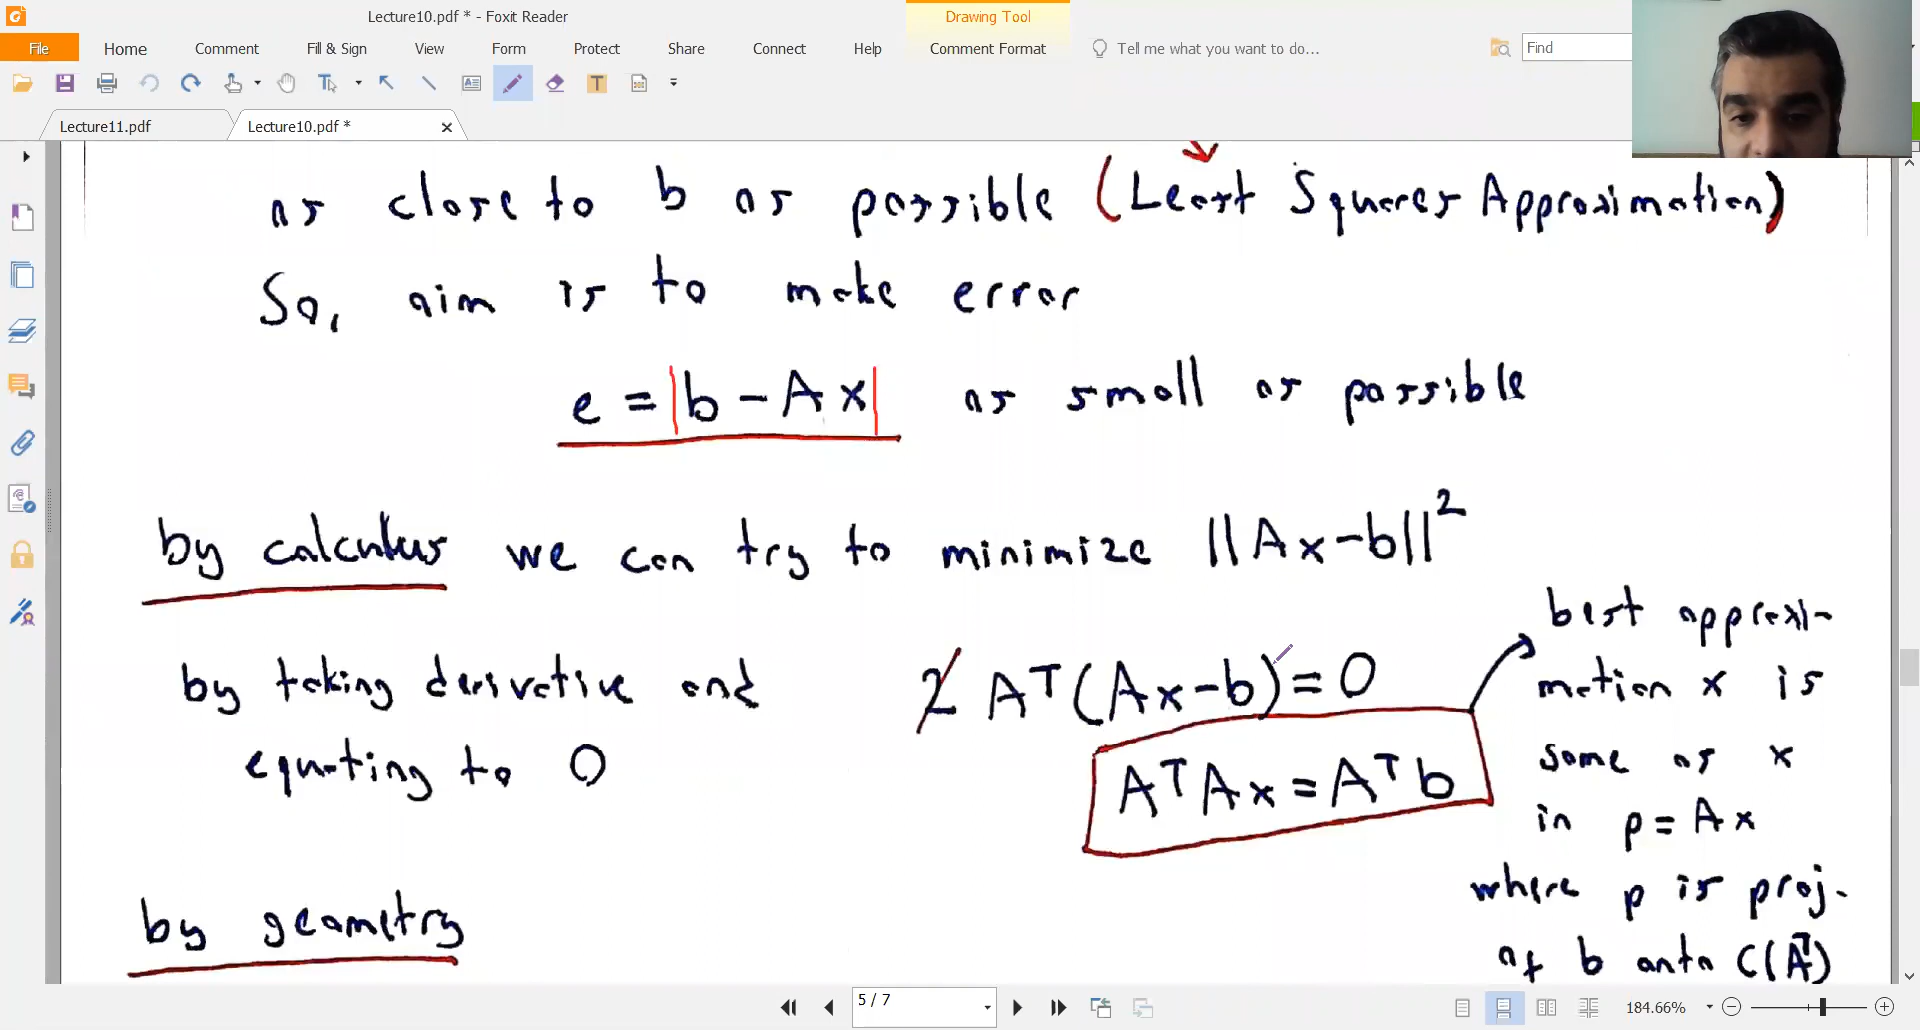 Lecture10.pdf * - Foxit Reader
Drawing Tool
File Home Comment Fill & Sign View Form Protect Share Connect Help Comment Format Tell me what you want to do... Find
Lecture11.pdf Lecture10.pdf *
as close to b as possible (Least Squares Approximation)
So, aim is to make error
e = |b - Ax| as small as possible
by calculus we can try to minimize ||Ax-b||²
by taking derivative and
equating to 0
2 Aᵀ(Ax-b)=0
AᵀAx=Aᵀb
best approxi-
mation x is
same as x
in p=Ax
where p is proj.
of b onto C(Aᵀ)
by geometry
5 / 7
184.66%